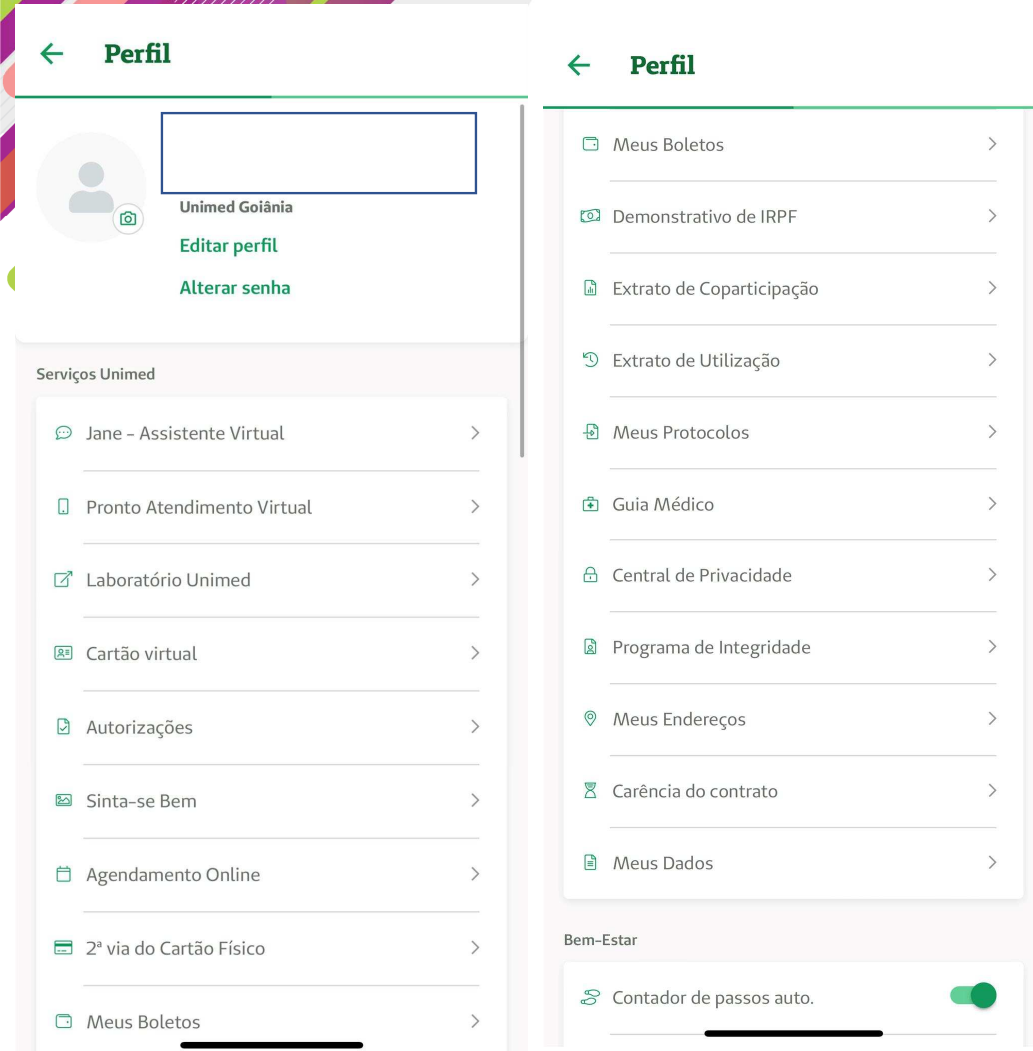 Perfil
Unimed Goiânia
Editar perfil
Alterar senha
Serviços Unimed
Jane - Assistente Virtual
Pronto Atendimento Virtual
Laboratório Unimed
Cartão virtual
Autorizações
Sinta-se Bem
Agendamento Online
2ª via do Cartão Físico
Meus Boletos
Perfil
Meus Boletos
Demonstrativo de IRPF
Extrato de Coparticipação
Extrato de Utilização
Meus Protocolos
Guia Médico
Central de Privacidade
Programa de Integridade
Meus Endereços
Carência do contrato
Meus Dados
Bem-Estar
Contador de passos auto.